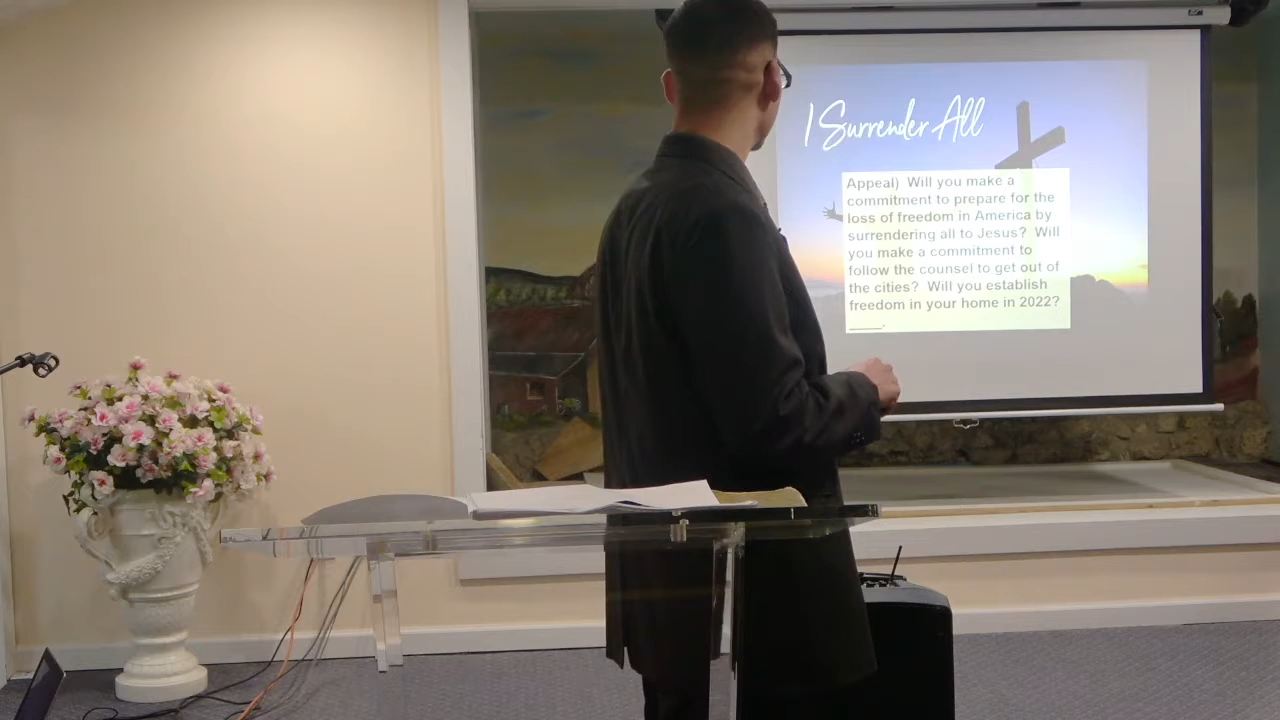 I Surrender All
Appeal)  Will you make a
commitment to prepare for the
loss of freedom in America by
surrendering all to Jesus?  Will
you make a commitment to
follow the counsel to get out of
the cities?  Will you establish
freedom in your home in 2022?
_____.